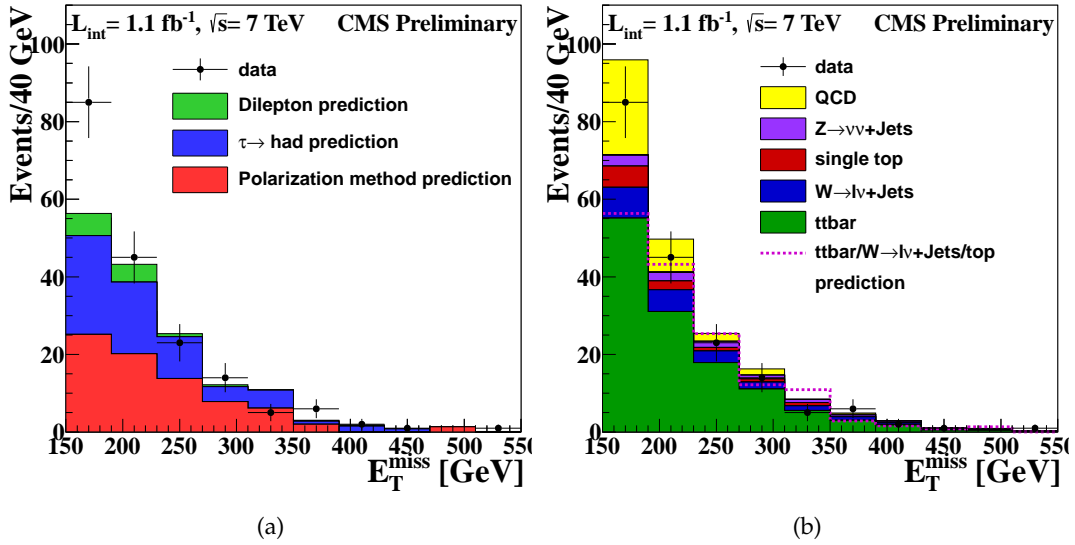 L_int= 1.1 fb⁻¹, √s= 7 TeV CMS Preliminary
Events/40 GeV
100
80
60
40
20
0
data
Dilepton prediction
τ→ had prediction
Polarization method prediction
150 200 250 300 350 400 450 500 550
E_T^miss [GeV]
(a)
L_int= 1.1 fb⁻¹, √s= 7 TeV CMS Preliminary
Events/40 GeV
100
80
60
40
20
0
data
QCD
Z→νν+Jets
single top
W→lν+Jets
ttbar
ttbar/W→lν+Jets/top
prediction
150 200 250 300 350 400 450 500 550
E_T^miss [GeV]
(b)